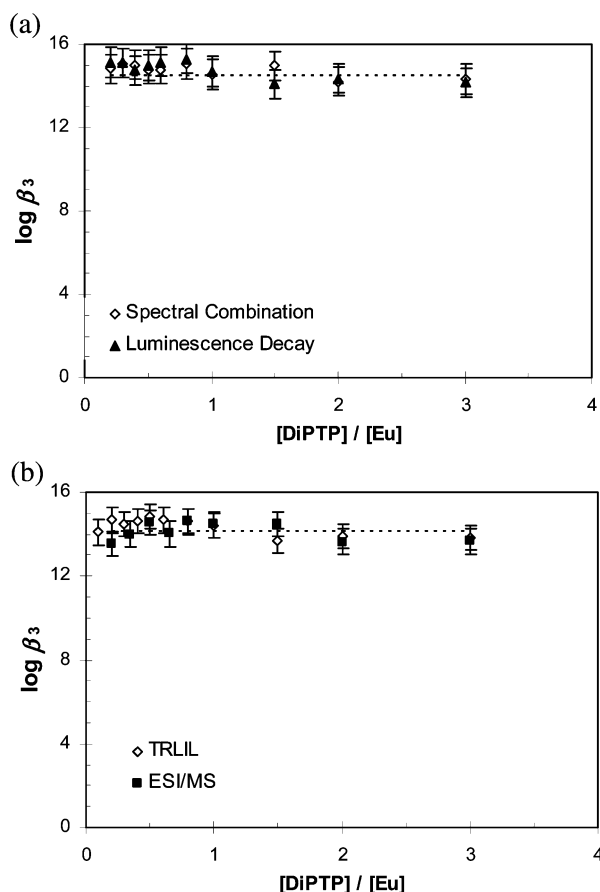 (a)
16
12
8
4
0
log β3
Spectral Combination
Luminescence Decay
0 1 2 3 4
[DiPTP] / [Eu]
(b)
16
12
8
4
0
log β3
TRLIL
ESI/MS
0 1 2 3 4
[DiPTP] / [Eu]